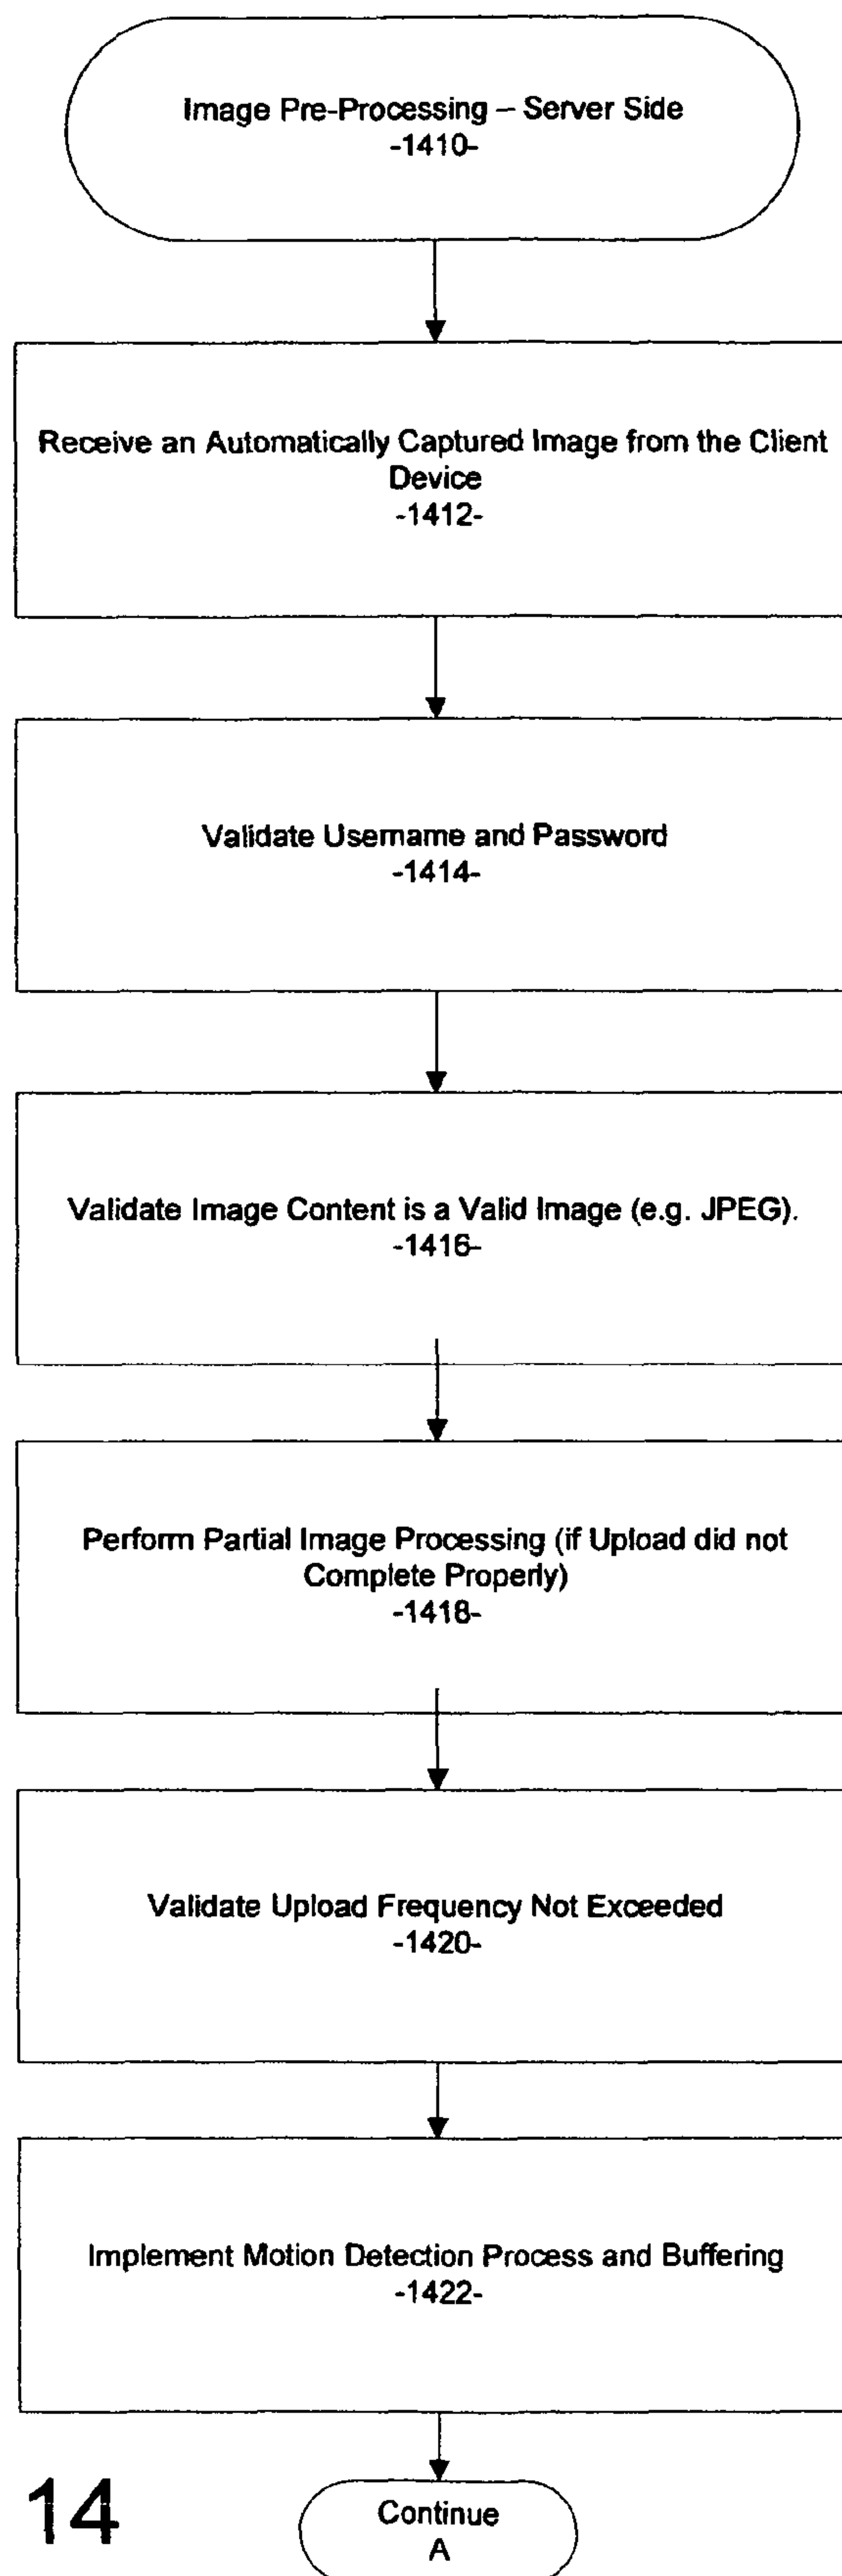 Image Pre-Processing – Server Side
-1410-
Receive an Automatically Captured Image from the Client
Device
-1412-
Validate Username and Password
-1414-
Validate Image Content is a Valid Image (e.g. JPEG).
-1416-
Perform Partial Image Processing (if Upload did not
Complete Properly)
-1418-
Validate Upload Frequency Not Exceeded
-1420-
Implement Motion Detection Process and Buffering
-1422-
14
Continue
A